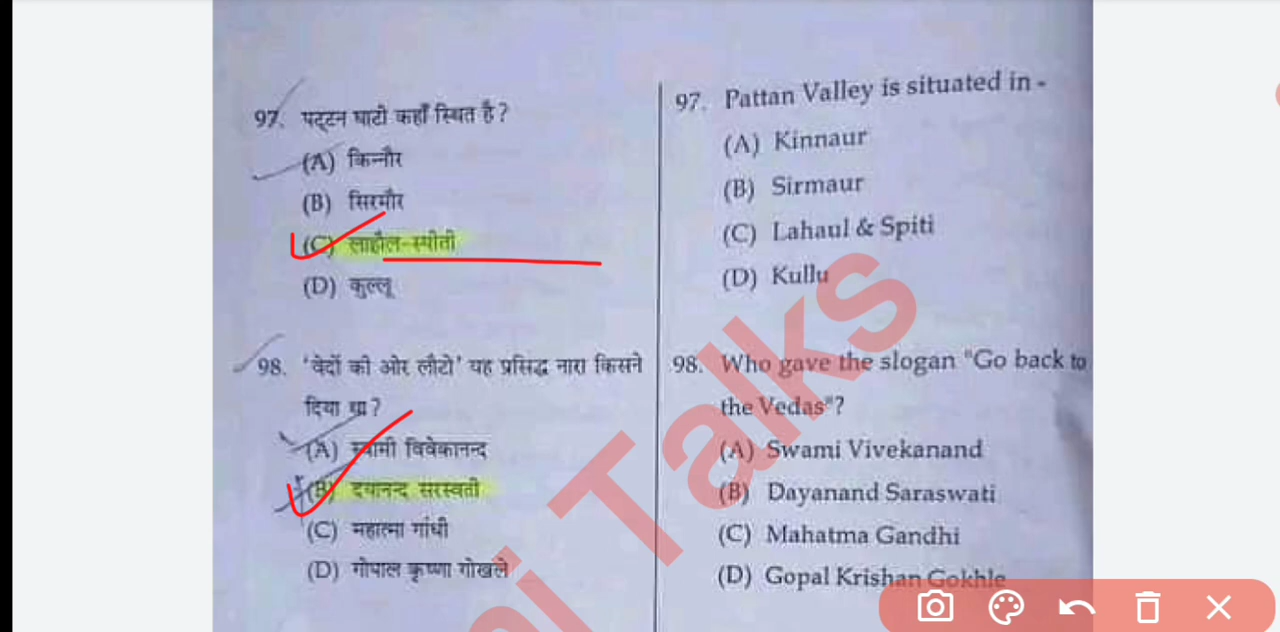 97. पट्टन घाटी कहाँ स्थित है?
(A) किन्नौर
(B) सिरमौर
(C) लाहौल-स्पीती
(D) कुल्लू
98. 'वेदों की ओर लौटो' यह प्रसिद्ध नारा किसने
दिया था?
(A) स्वामी विवेकानन्द
(B) दयानन्द सरस्वती
(C) महात्मा गांधी
(D) गोपाल कृष्णा गोखले
97. Pattan Valley is situated in -
(A) Kinnaur
(B) Sirmaur
(C) Lahaul & Spiti
(D) Kullu
98. Who gave the slogan "Go back to
the Vedas"?
(A) Swami Vivekanand
(B) Dayanand Saraswati
(C) Mahatma Gandhi
(D) Gopal Krishan Gokhle
Talks